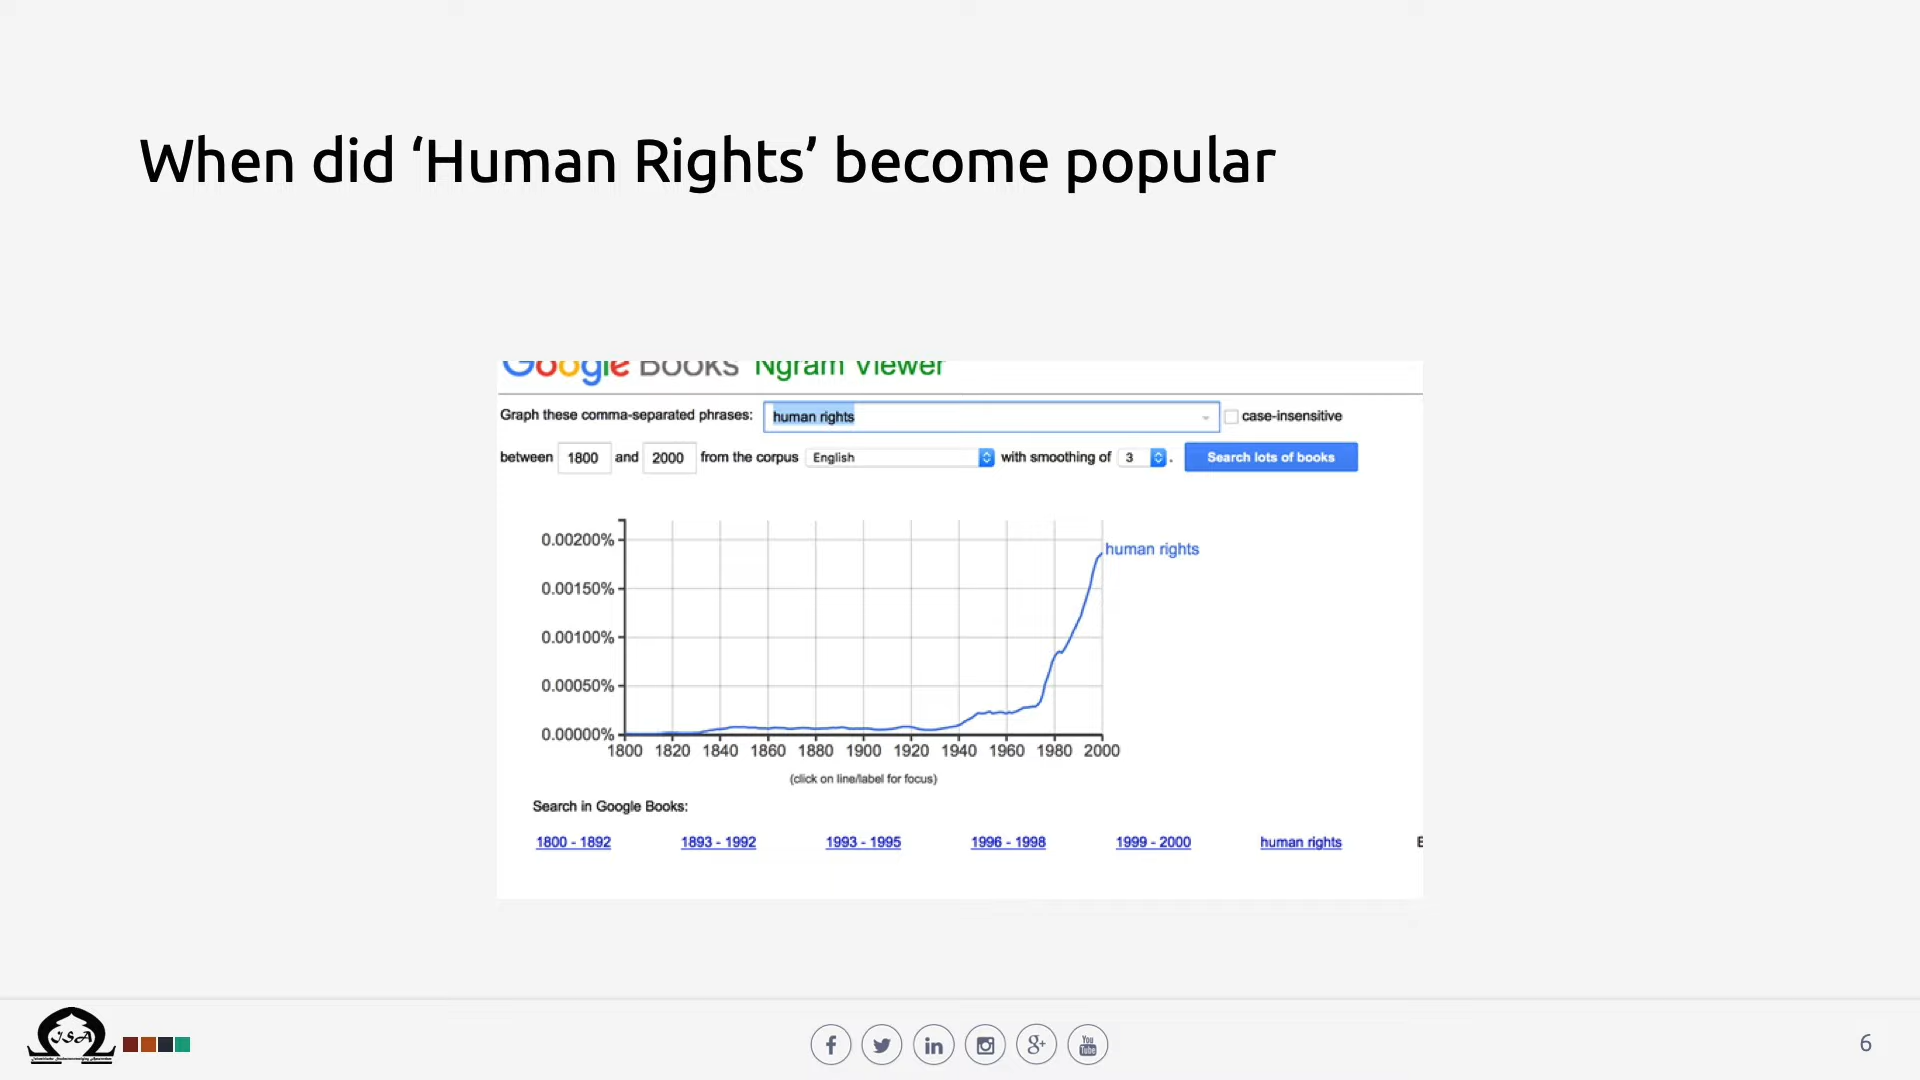 When did ‘Human Rights’ become popular
Google Books Ngram Viewer
Graph these comma-separated phrases: human rights case-insensitive
between 1800 and 2000 from the corpus English with smoothing of 3 . Search lots of books
0.00200%
human rights
0.00150%
0.00100%
0.00050%
0.00000%
1800 1820 1840 1860 1880 1900 1920 1940 1960 1980 2000
(click on line/label for focus)
Search in Google Books:
1800 - 1892 1893 - 1992 1993 - 1995 1996 - 1998 1999 - 2000 human rights E
ISA
You
Tube
6